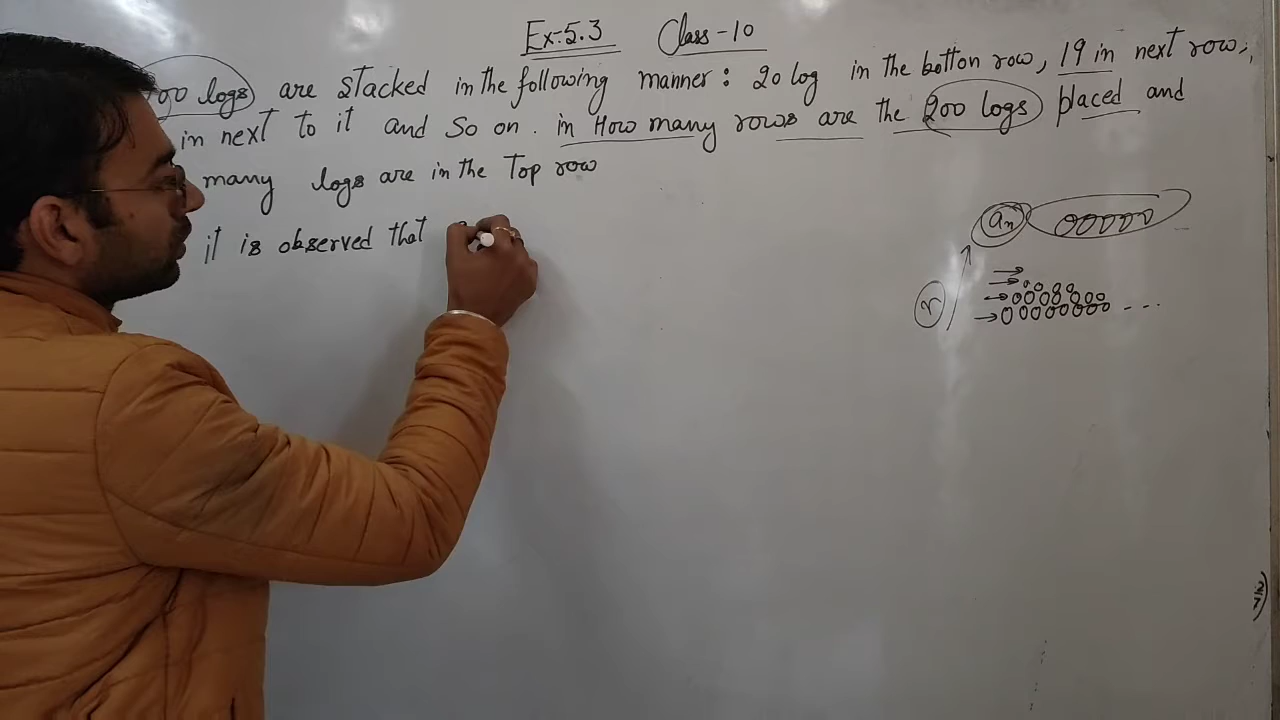 Ex:-5.3 Class-10
00 logs are stacked in the following manner : 20 log in the botton row, 19 in next row,
in next to it and So on . in How many rows are the 200 logs placed and
many logs are in the Top row
it is observed that
an
n